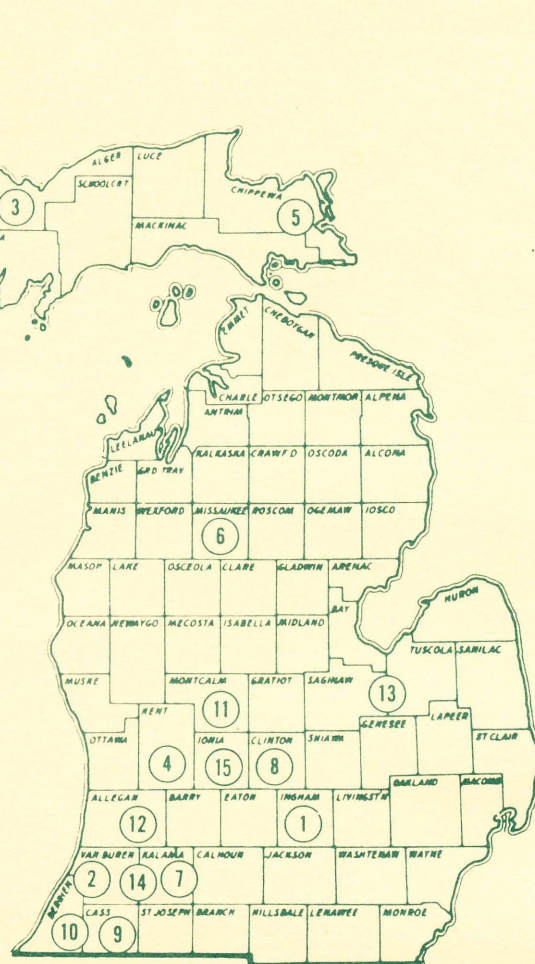 ALGER LUCE
SCHOOLCRT
CHIPPEWA
3
5
A
MACKINAC
EMMET CHEBOYGAN
PRESQUE ISLE
CHARLE OTSEGO MONTMOR ALPENA
ANTRIM
LEELANAU
KALKASKA CRAWF'D OSCODA ALCONA
BENZIE GRD TRAV
MANIS WEXFORD MISSAUKEE ROSCOM OGEMAW IOSCO
6
MASON LAKE OSCEOLA CLARE GLADWIN ARENAC
HURON
BAY
OCEANA NEWAYGO MECOSTA ISABELLA MIDLAND
TUSCOLA SANILAC
MUSKE MONTCALM GRATIOT SAGINAW
13
11
KENT
LAPEER
GENESEE
OTTAWA IONIA CLINTON SHIAWA ST CLAIR
4 15 8
OAKLAND MACOMB
ALLEGAN BARRY EATON INGHAM LIVINGST'N
12 1
VAN BUREN KALAMA CALHOUN JACKSON WASHTENAW WAYNE
2 14 7
BERRIEN
CASS ST JOSEPH BRANCH HILLSDALE LENAWEE MONROE
10 9